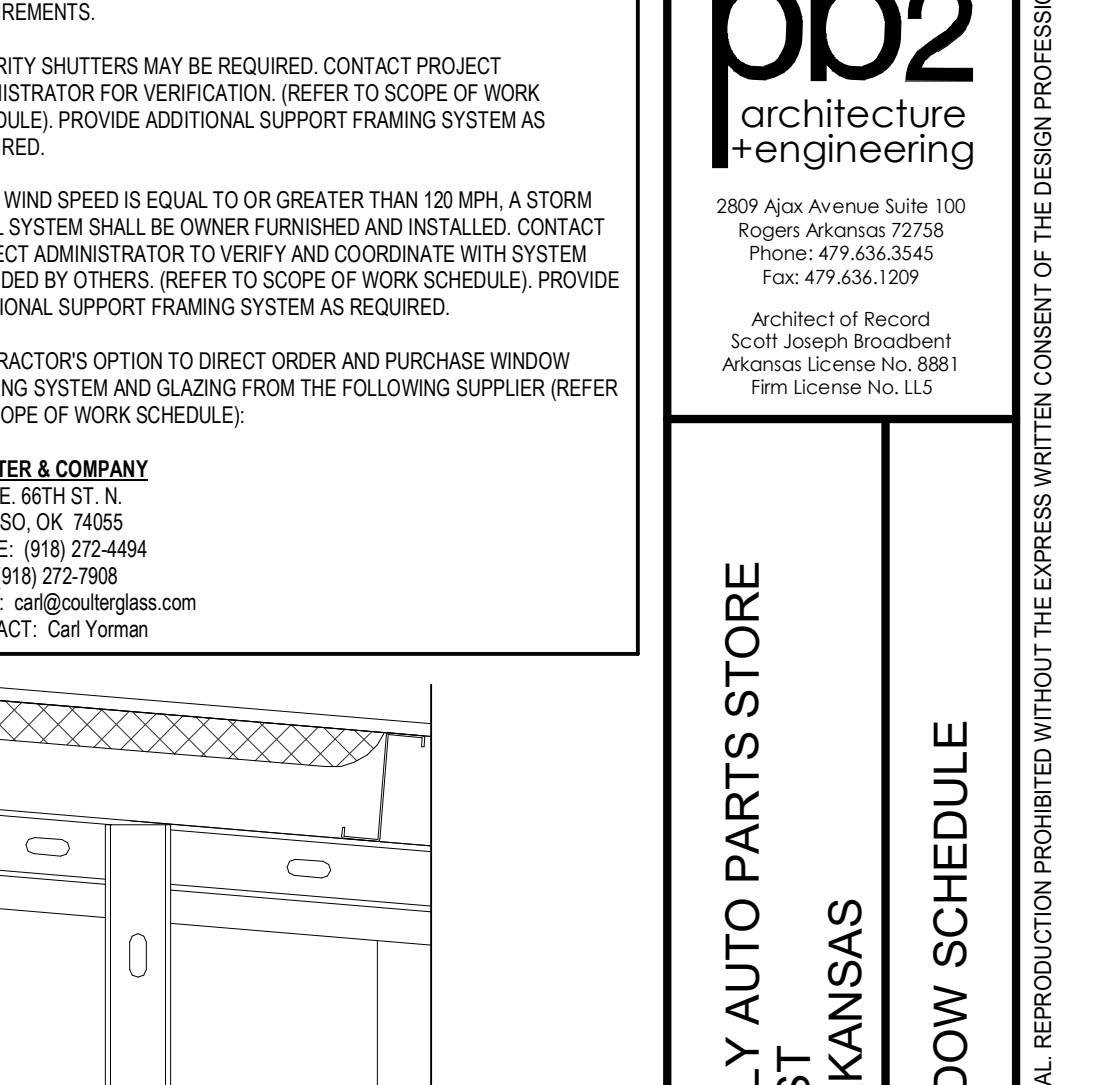 IREMENTS.
RITY SHUTTERS MAY BE REQUIRED. CONTACT PROJECT
NISTRATOR FOR VERIFICATION. (REFER TO SCOPE OF WORK
DULE). PROVIDE ADDITIONAL SUPPORT FRAMING SYSTEM AS
IRED.
WIND SPEED IS EQUAL TO OR GREATER THAN 120 MPH, A STORM
L SYSTEM SHALL BE OWNER FURNISHED AND INSTALLED. CONTACT
ECT ADMINISTRATOR TO VERIFY AND COORDINATE WITH SYSTEM
IDED BY OTHERS. (REFER TO SCOPE OF WORK SCHEDULE). PROVIDE
TIONAL SUPPORT FRAMING SYSTEM AS REQUIRED.
RACTOR'S OPTION TO DIRECT ORDER AND PURCHASE WINDOW
ING SYSTEM AND GLAZING FROM THE FOLLOWING SUPPLIER (REFER
OPE OF WORK SCHEDULE):
TER & COMPANY
E. 66TH ST. N.
SO, OK 74055
E: (918) 272-4494
918) 272-7908
: carl@coulterglass.com
ACT: Carl Yorman
pb2
architecture
+engineering
2809 Ajax Avenue Suite 100
Rogers Arkansas 72758
Phone: 479.636.3545
Fax: 479.636.1209
Architect of Record
Scott Joseph Broadbent
Arkansas License No. 8881
Firm License No. LL5
LY AUTO PARTS STORE
ST
KANSAS
DOW SCHEDULE
AL. REPRODUCTION PROHIBITED WITHOUT THE EXPRESS WRITTEN CONSENT OF THE DESIGN PROFESSIO